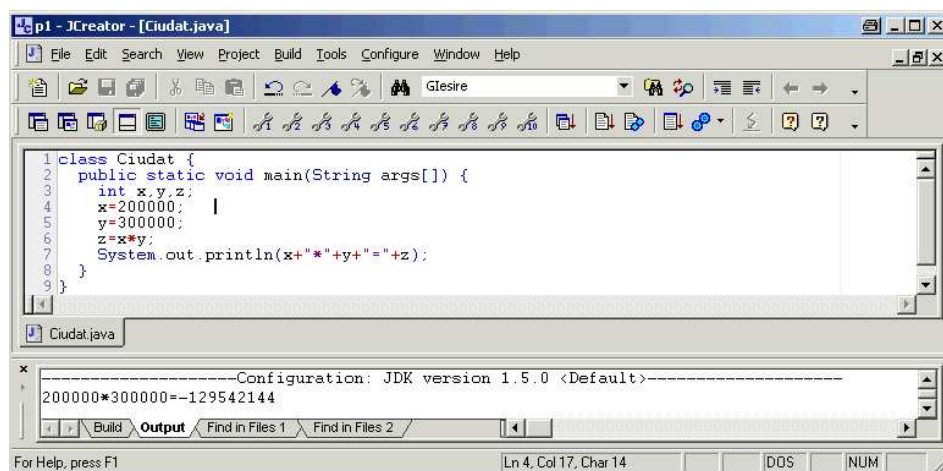 p1 - JCreator - [Ciudat.java]
File Edit Search View Project Build Tools Configure Window Help
GIesire
1 class Ciudat {
2 public static void main(String args[]) {
3 int x,y,z;
4 x=200000;
5 y=300000;
6 z=x*y;
7 System.out.println(x+"*"+y+"="+z);
8 }
9 }
Ciudat.java
--------------------Configuration: JDK version 1.5.0 <Default>--------------------
200000*300000=-129542144
Build Output Find in Files 1 Find in Files 2
For Help, press F1 Ln 4, Col 17, Char 14 DOS NUM